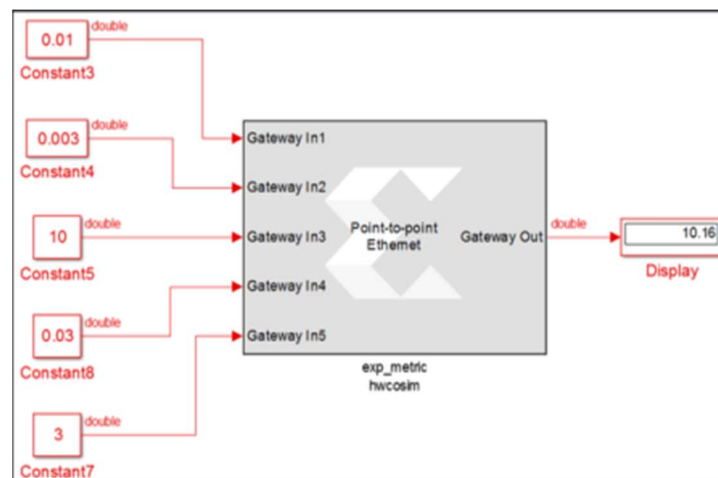 double
0.01
Constant3
double
0.003
Constant4
double
10
Constant5
double
0.03
Constant8
double
3
Constant7
Gateway In1
Gateway In2
Gateway In3
Gateway In4
Gateway In5
Point-to-point
Ethernet
Gateway Out
exp_metric
hwcosim
double
10.16
Display